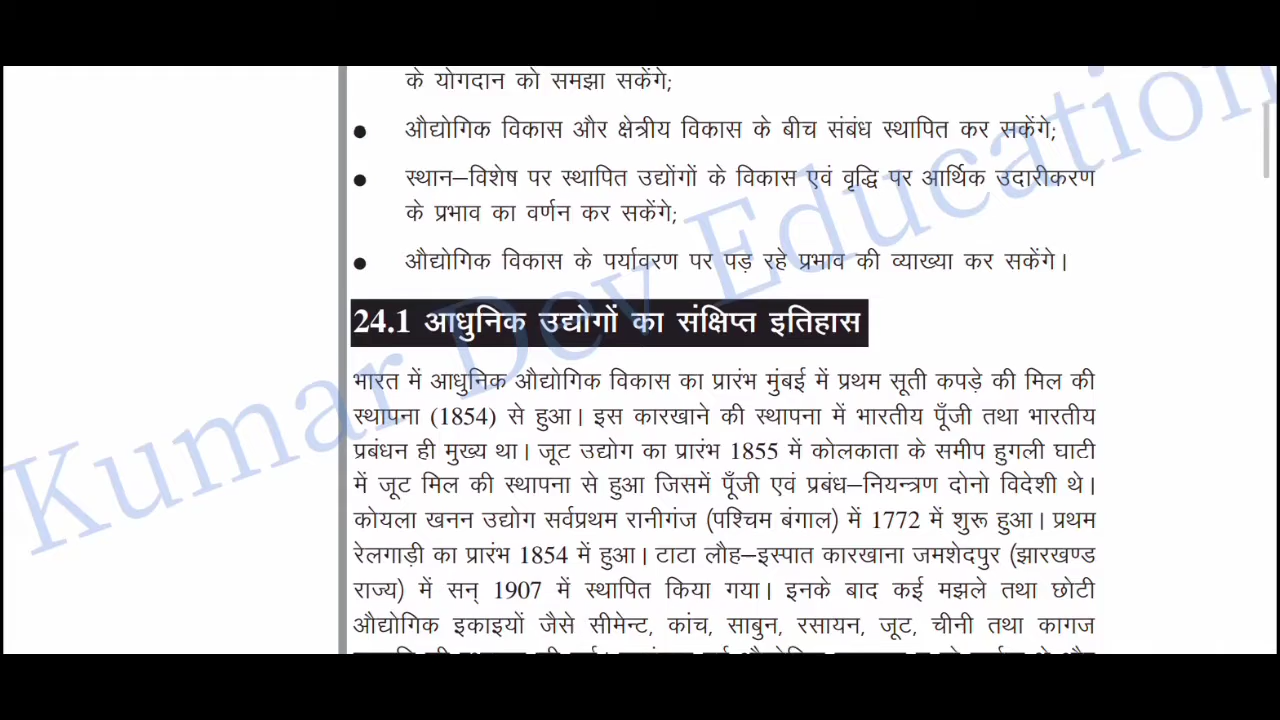 के योगदान को समझा सकेंगे;
● औद्योगिक विकास और क्षेत्रीय विकास के बीच संबंध स्थापित कर सकेंगे;
● स्थान–विशेष पर स्थापित उद्योंगों के विकास एवं वृद्धि पर आर्थिक उदारीकरण
के प्रभाव का वर्णन कर सकेंगे;
● औद्योगिक विकास के पर्यावरण पर पड़ रहे प्रभाव की व्याख्या कर सकेंगे।
24.1 आधुनिक उद्योगों का संक्षिप्त इतिहास
भारत में आधुनिक औद्योगिक विकास का प्रारंभ मुंबई में प्रथम सूती कपड़े की मिल की
स्थापना (1854) से हुआ। इस कारखाने की स्थापना में भारतीय पूँजी तथा भारतीय
प्रबंधन ही मुख्य था। जूट उद्योग का प्रारंभ 1855 में कोलकाता के समीप हुगली घाटी
में जूट मिल की स्थापना से हुआ जिसमें पूँजी एवं प्रबंध–नियन्त्रण दोनो विदेशी थे।
कोयला खनन उद्योग सर्वप्रथम रानीगंज (पश्चिम बंगाल) में 1772 में शुरू हुआ। प्रथम
रेलगाड़ी का प्रारंभ 1854 में हुआ। टाटा लौह–इस्पात कारखाना जमशेदपुर (झारखण्ड
राज्य) में सन् 1907 में स्थापित किया गया। इनके बाद कई मझले तथा छोटी
औद्योगिक इकाइयों जैसे सीमेन्ट, कांच, साबुन, रसायन, जूट, चीनी तथा कागज
Kumar Dev Education